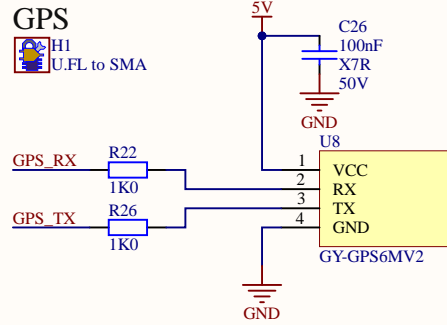 GPS
H1
U.FL to SMA
5V
C26
100nF
X7R
50V
GND
U8
GPS_RX
R22
1K0
1
VCC
2
RX
GPS_TX
R26
1K0
3
TX
4
GND
GY-GPS6MV2
GND